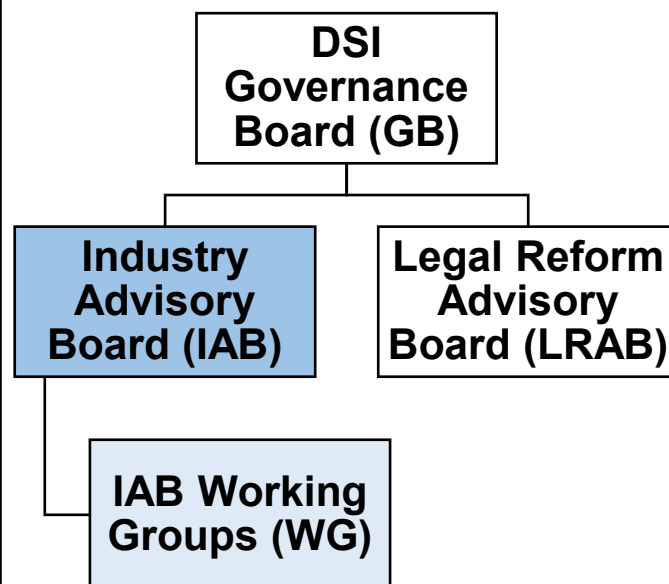 DSI
Governance
Board (GB)
Industry
Advisory
Board (IAB)
Legal Reform
Advisory
Board (LRAB)
IAB Working
Groups (WG)